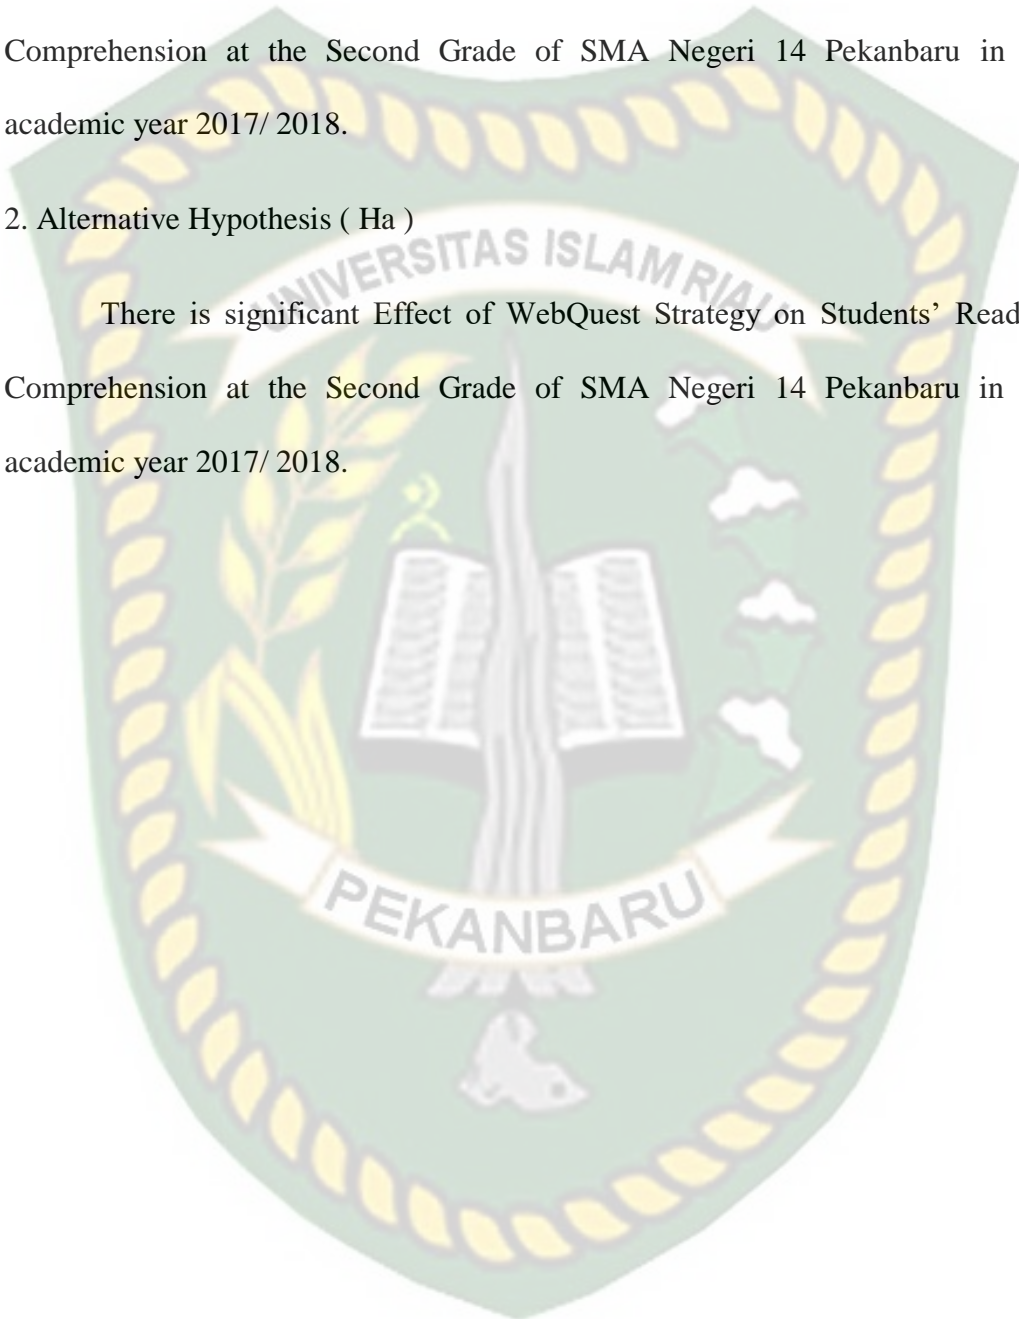 Comprehension at the Second Grade of SMA Negeri 14 Pekanbaru in
academic year 2017/ 2018.
2. Alternative Hypothesis ( Ha )
UNIVERSITAS ISLAM RIAU
There is significant Effect of WebQuest Strategy on Students’ Read
Comprehension at the Second Grade of SMA Negeri 14 Pekanbaru in
academic year 2017/ 2018.
PEKANBARU